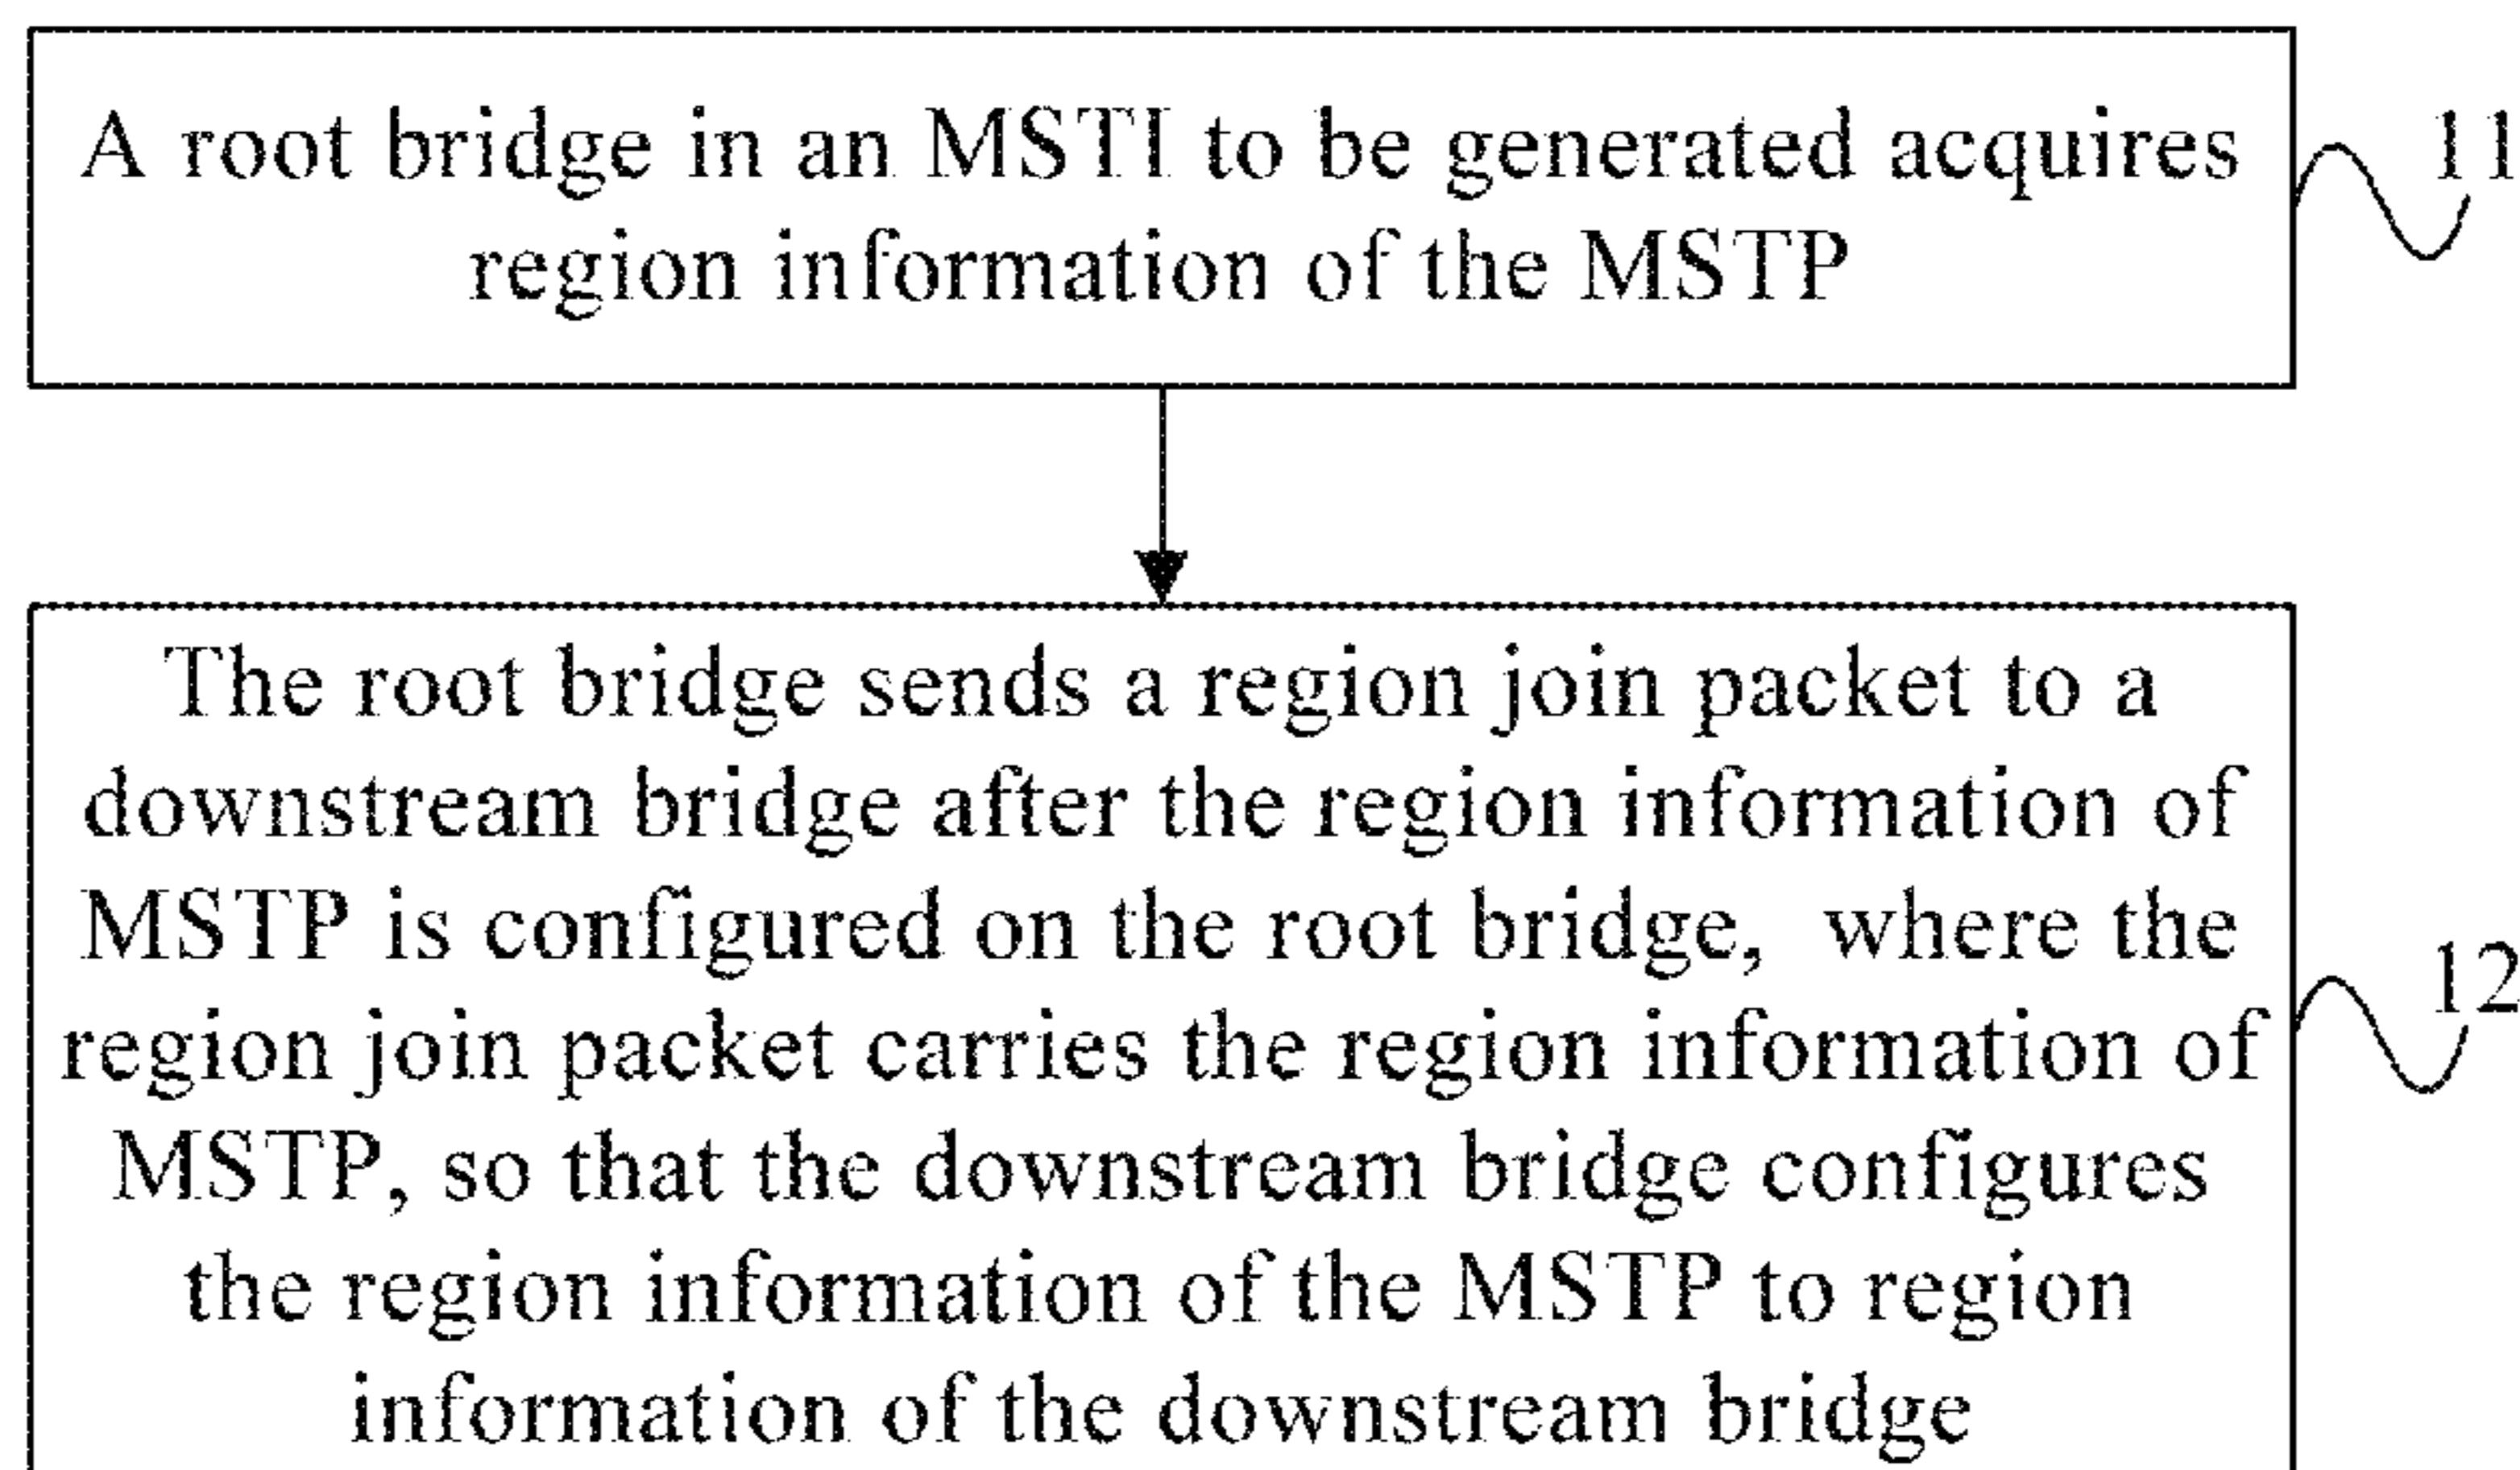 A root bridge in an MSTI to be generated acquires
region information of the MSTP
11
The root bridge sends a region join packet to a
downstream bridge after the region information of
MSTP is configured on the root bridge, where the
region join packet carries the region information of
MSTP, so that the downstream bridge configures
the region information of the MSTP to region
information of the downstream bridge
12